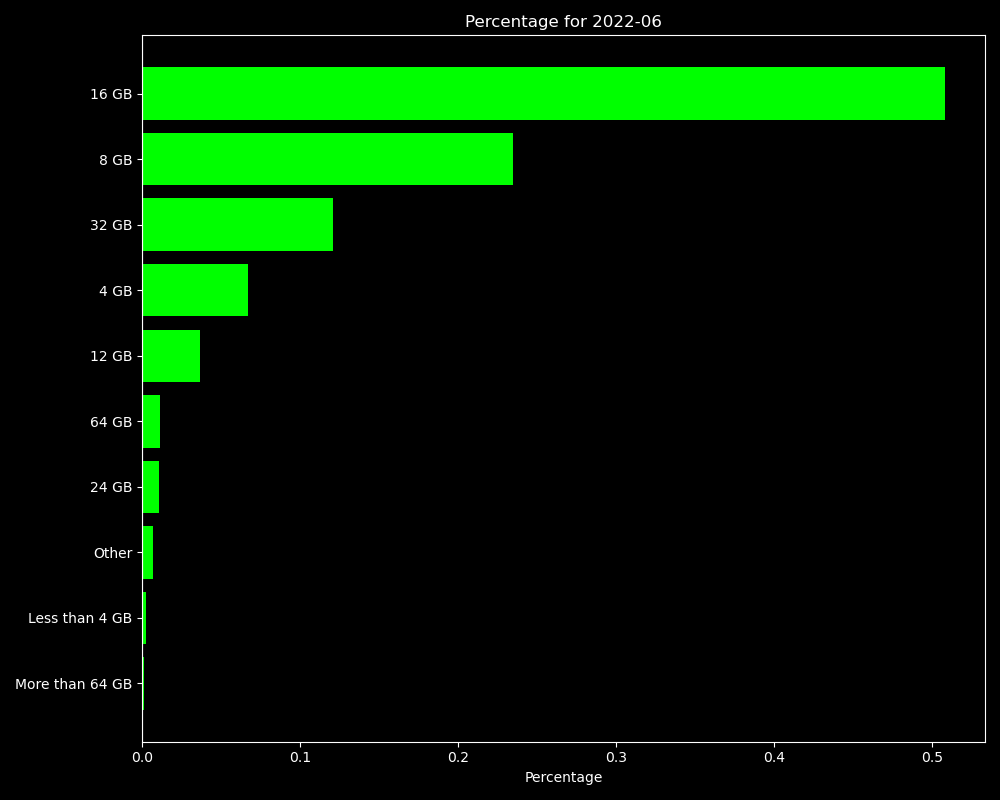 Percentage for 2022-06
16 GB
8 GB
32 GB
4 GB
12 GB
64 GB
24 GB
Other
Less than 4 GB
More than 64 GB
0.0 0.1 0.2 0.3 0.4 0.5
Percentage